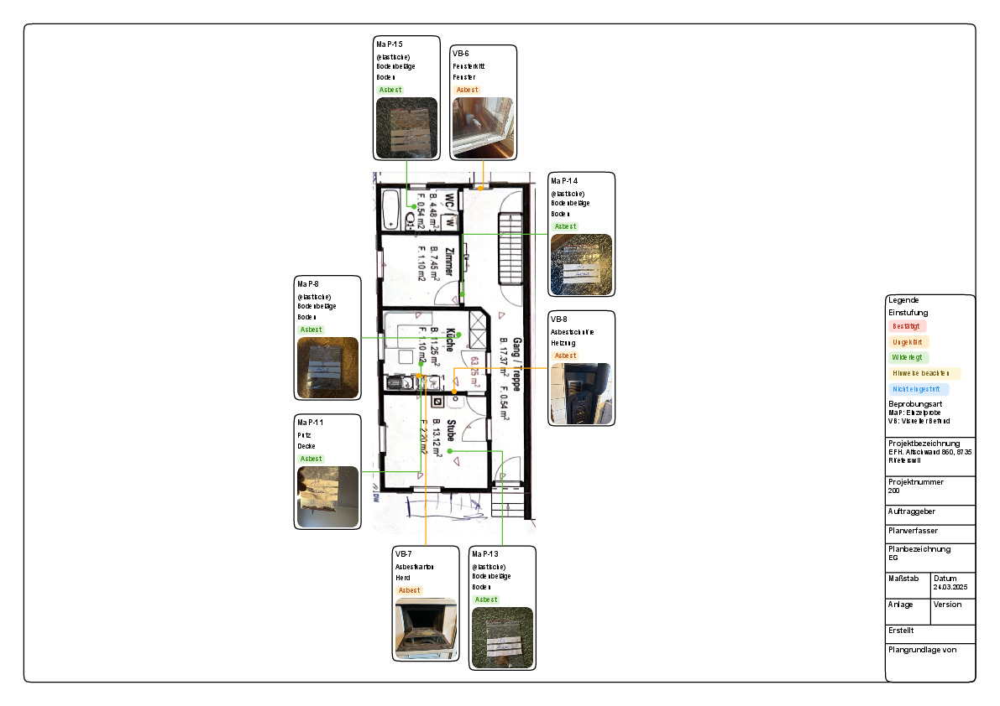 MaP-15
(elastische)
Bodenbeläge
Boden
Asbest
VB-6
Fensterkitt
Fenster
Asbest
MaP-14
(elastische)
Bodenbeläge
Boden
Asbest
WC
B. 4.48 m²
F. 0.54 m2
W
Zimmer
B. 7.45 m²
F. 1.10 m2
MaP-8
(elastische)
Bodenbeläge
Boden
Asbest
VB-8
Asbestschnüre
Heizung
Asbest
Küche
B. 11.25 m²
F. 1.10 m2
63.25 m²
Gang / Treppe
B. 17.37 m²
F. 0.54 m²
MaP-11
Putz
Decke
Asbest
Stube
B. 13.12 m²
F. 2.20 m2
VB-7
Asbestkarton
Herd
Asbest
MaP-13
(elastische)
Bodenbeläge
Boden
Asbest
Legende
Einstufung
Bestätigt
Ungeklärt
Widerlegt
Hinweise beachten
Nicht eingestuft
Beprobungsart
MaP: Einzelprobe
VB: Visueller Befund
Projektbezeichnung
EFH. Altschwand 860, 8735
Rüeterswil
Projektnummer
200
Auftraggeber
Planverfasser
Planbezeichnung
EG
Maßstab
Datum
24.03.2025
Anlage
Version
Erstellt
Plangrundlage von